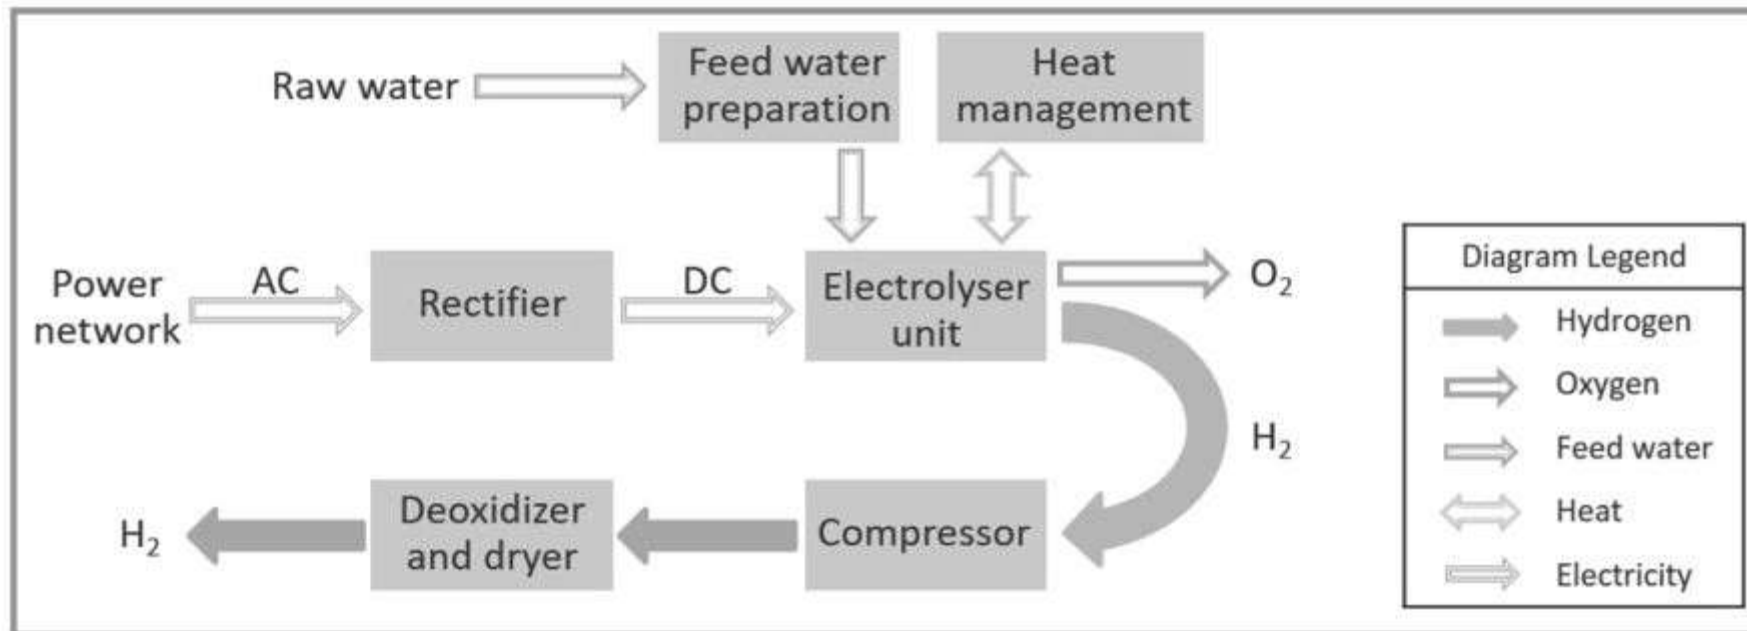 Raw water
Feed water
preparation
Heat
management
Power
network
AC
Rectifier
DC
Electrolyser
unit
O₂
H₂
Compressor
Deoxidizer
and dryer
H₂
Diagram Legend
Hydrogen
Oxygen
Feed water
Heat
Electricity